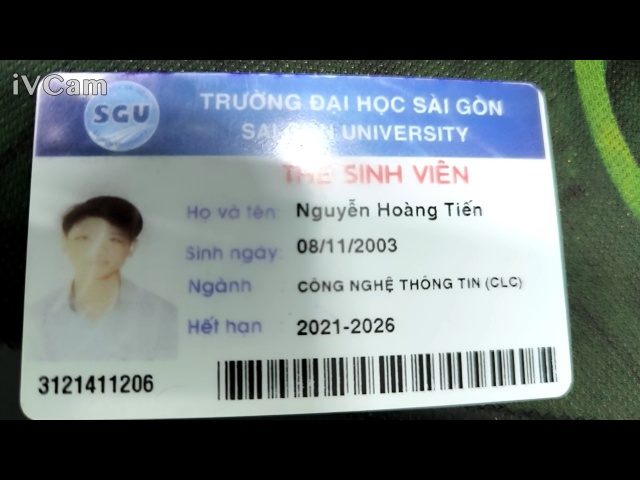 iVCam
SGU
TRƯỜNG ĐẠI HỌC SÀI GÒN
SAI GON UNIVERSITY
THẺ SINH VIÊN
Họ và tên: Nguyễn Hoàng Tiến
Sinh ngày: 08/11/2003
Ngành : CÔNG NGHỆ THÔNG TIN (CLC)
Hết hạn : 2021-2026
3121411206